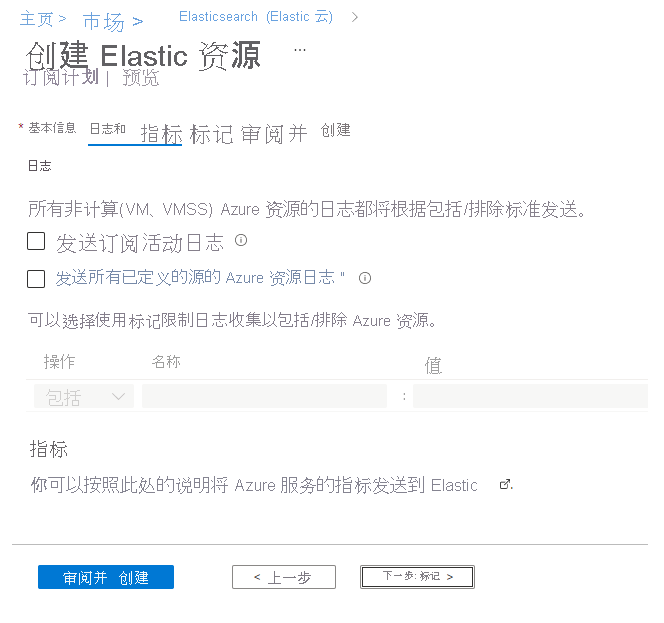 主页 > 市场 > Elasticsearch (Elastic 云) >
创建 Elastic 资源 ...
订阅计划 | 预览
* 基本信息 日志和 指标 标记 审阅并 创建
日志
所有非计算(VM、VMSS) Azure 资源的日志都将根据包括/排除标准发送。
发送订阅活动日志
发送所有已定义的源的 Azure 资源日志 "
可以选择使用标记限制日志收集以包括/排除 Azure 资源。
操作 名称 值
包括 :
指标
你可以按照此处的说明将 Azure 服务的指标发送到 Elastic .
审阅并 创建 < 上一步 下一步: 标记 >